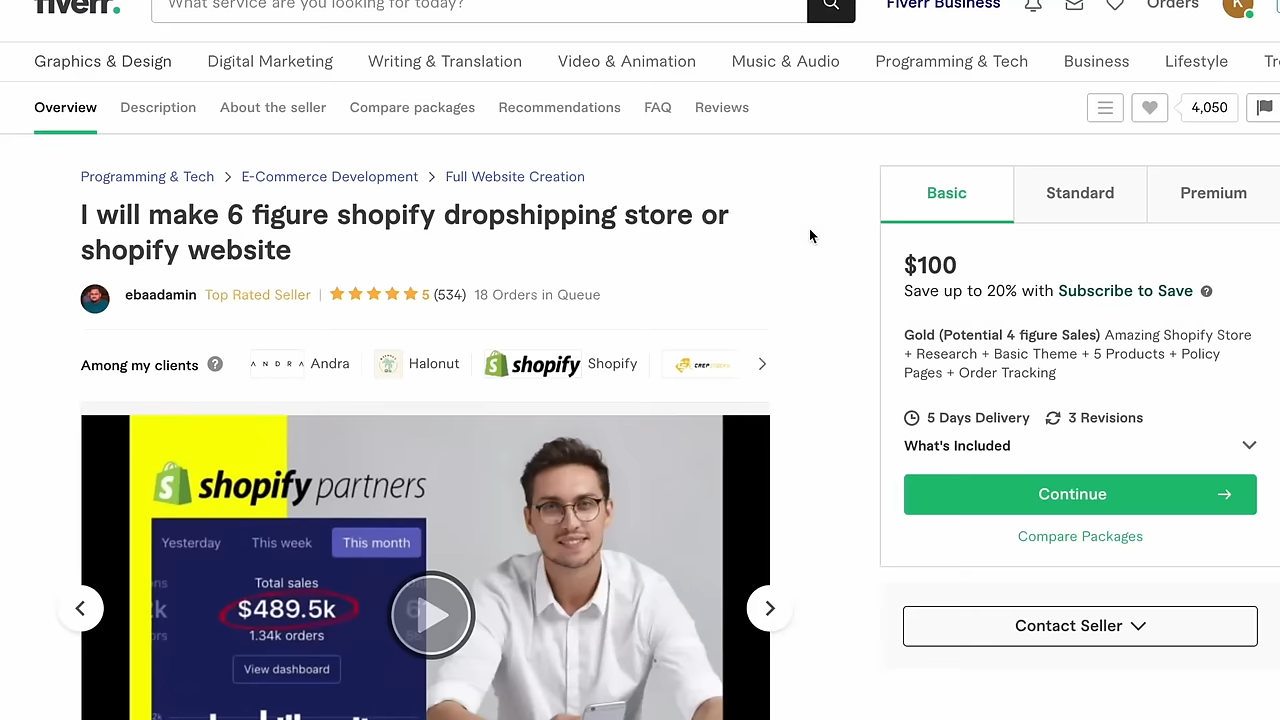 fiverr.
What service are you looking for today?
Fiverr Business
Orders
K
Graphics & Design
Digital Marketing
Writing & Translation
Video & Animation
Music & Audio
Programming & Tech
Business
Lifestyle
Overview
Description
About the seller
Compare packages
Recommendations
FAQ
Reviews
4,050
Programming & Tech > E-Commerce Development > Full Website Creation
I will make 6 figure shopify dropshipping store or
shopify website
ebaadamin Top Rated Seller | 5 (534) 18 Orders in Queue
Among my clients ? ANDRA Andra Halonut shopify Shopify
shopify partners
Yesterday This week This month
Total sales
$489.5k
1.34k orders
View dashboard
Basic
Standard
Premium
$100
Save up to 20% with Subscribe to Save ?
Gold (Potential 4 figure Sales) Amazing Shopify Store
+ Research + Basic Theme + 5 Products + Policy
Pages + Order Tracking
5 Days Delivery 3 Revisions
What's Included
Continue
Compare Packages
Contact Seller